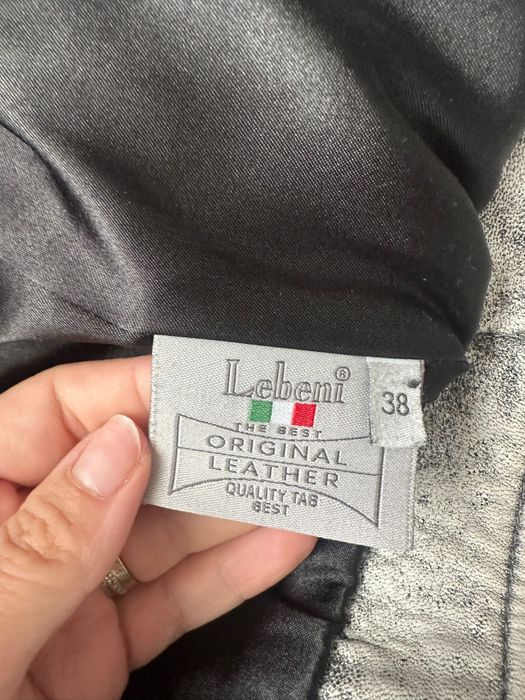 Lebeni®
THE BEST
ORIGINAL
LEATHER
QUALITY TAB
BEST
38